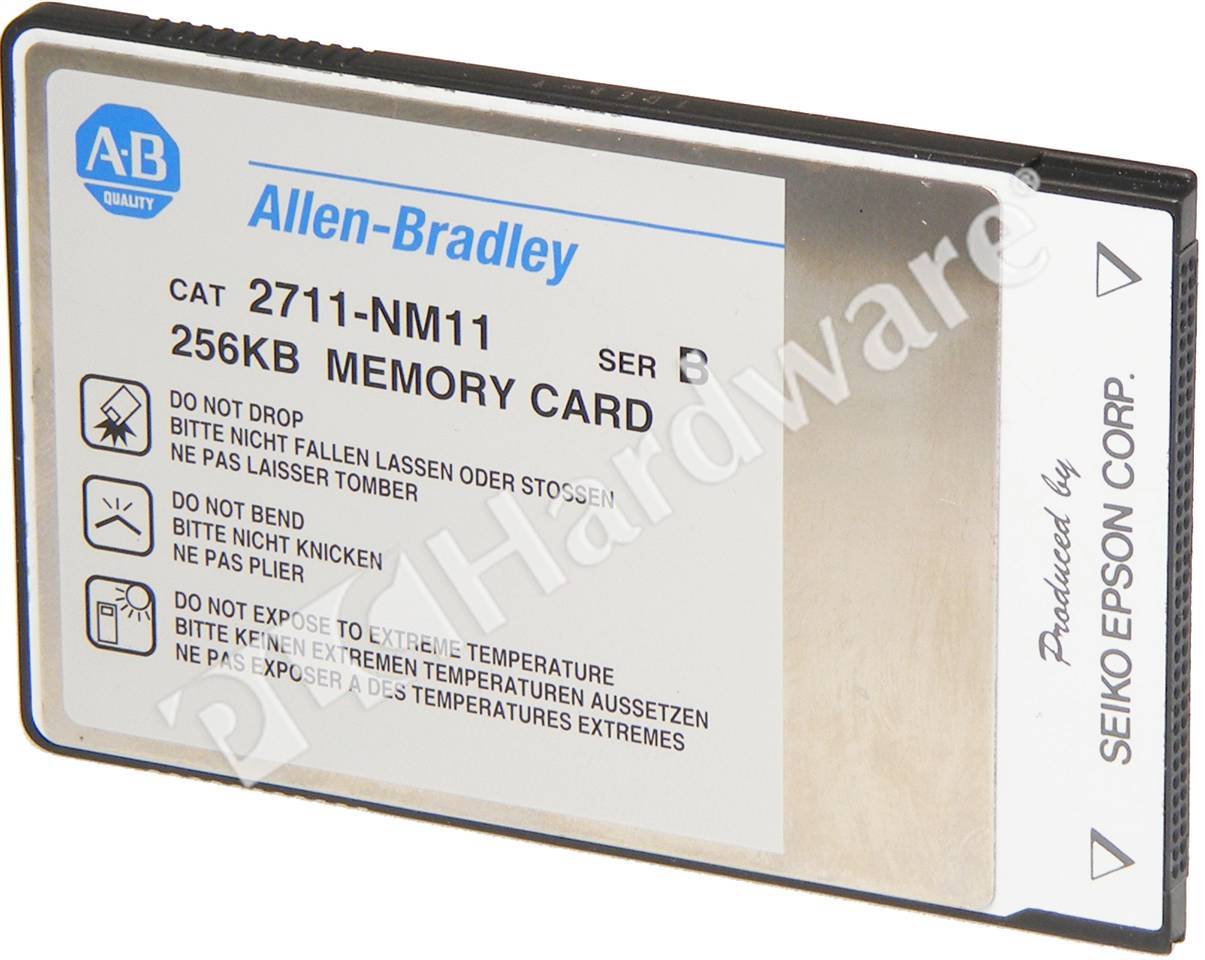 A·B
QUALITY
Allen-Bradley
CAT 2711-NM11
SER B
256KB MEMORY CARD
DO NOT DROP
BITTE NICHT FALLEN LASSEN ODER STOSSEN
NE PAS LAISSER TOMBER
DO NOT BEND
BITTE NICHT KNICKEN
NE PAS PLIER
DO NOT EXPOSE TO EXTREME TEMPERATURE
BITTE KEINEN EXTREMEN TEMPERATUREN AUSSETZEN
NE PAS EXPOSER A DES TEMPERATURES EXTREMES
Produced by
SEIKO EPSON CORP.
PLCHardware®